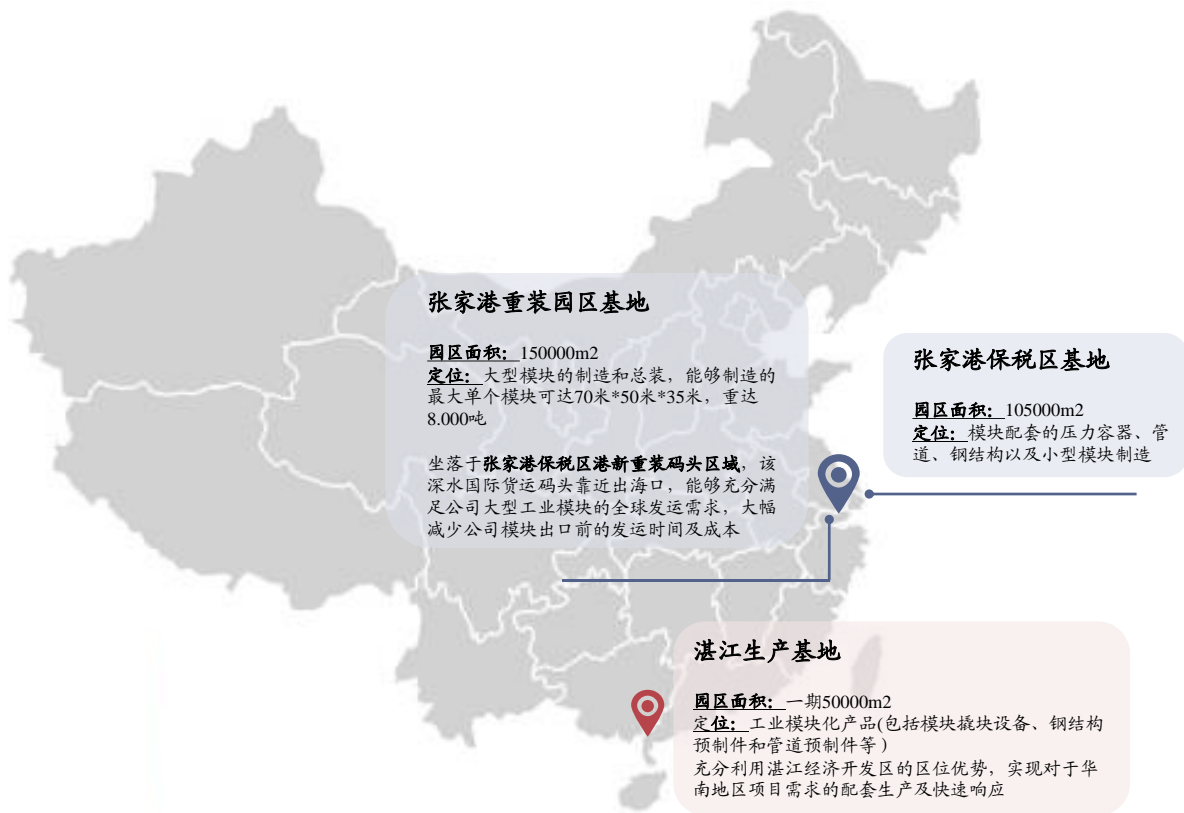 张家港重装园区基地
园区面积：150000m2
定位：大型模块的制造和总装，能够制造的
最大单个模块可达70米*50米*35米，重达
8.000吨
坐落于张家港保税区港新重装码头区域，该
深水国际货运码头靠近出海口，能够充分满
足公司大型工业模块的全球发运需求，大幅
减少公司模块出口前的发运时间及成本
张家港保税区基地
园区面积：105000m2
定位：模块配套的压力容器、管
道、钢结构以及小型模块制造
湛江生产基地
园区面积：一期50000m2
定位：工业模块化产品(包括模块撬块设备、钢结构
预制件和管道预制件等）
充分利用湛江经济开发区的区位优势，实现对于华
南地区项目需求的配套生产及快速响应